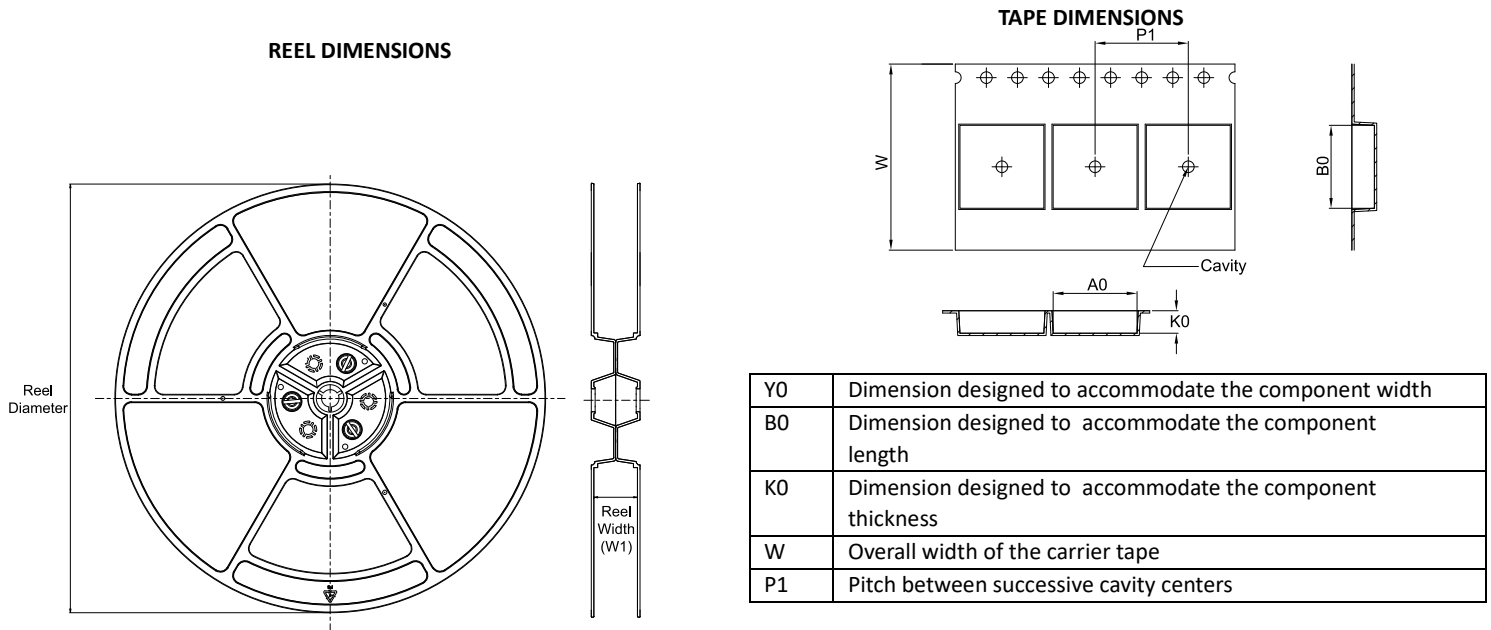 REEL DIMENSIONS
Reel
Diameter
Reel
Width
(W1)
TAPE DIMENSIONS
P1
W
B0
Cavity
A0
K0
Y0 Dimension designed to accommodate the component width
B0 Dimension designed to accommodate the component
length
K0 Dimension designed to accommodate the component
thickness
W Overall width of the carrier tape
P1 Pitch between successive cavity centers